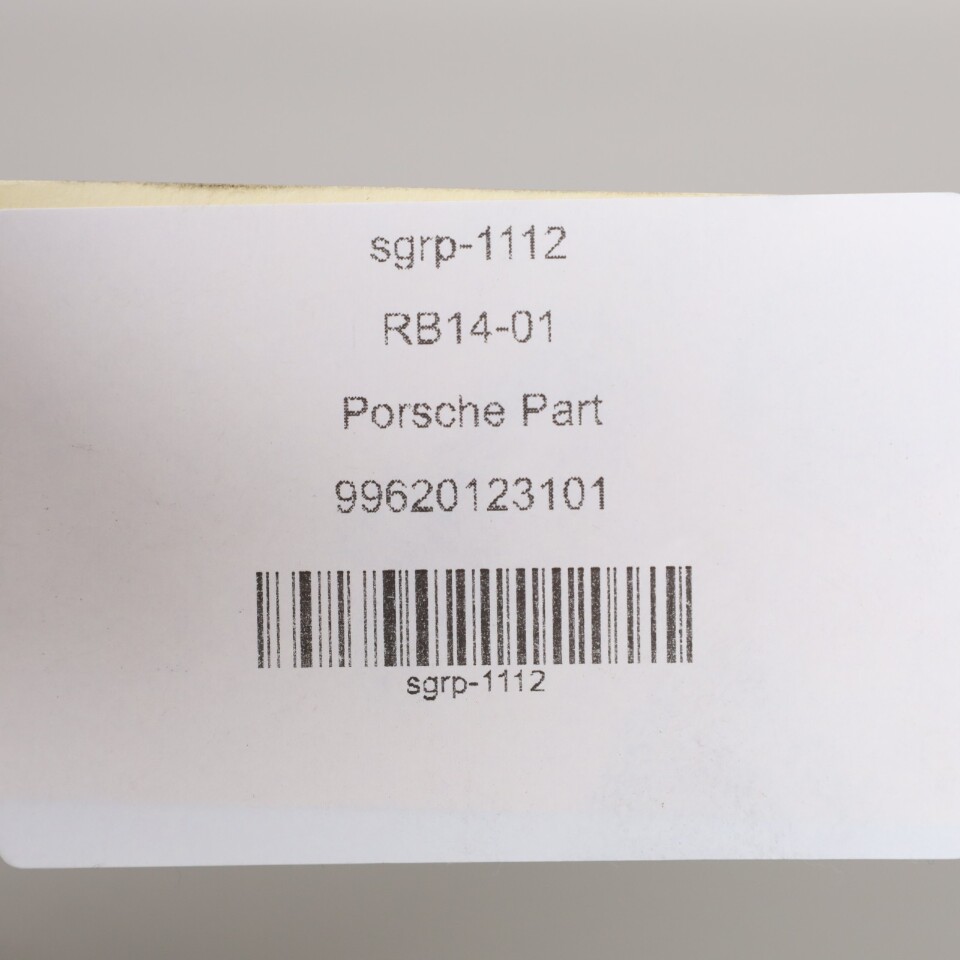 sgrp-1112
RB14-01
Porsche Part
99620123101
sgrp-1112